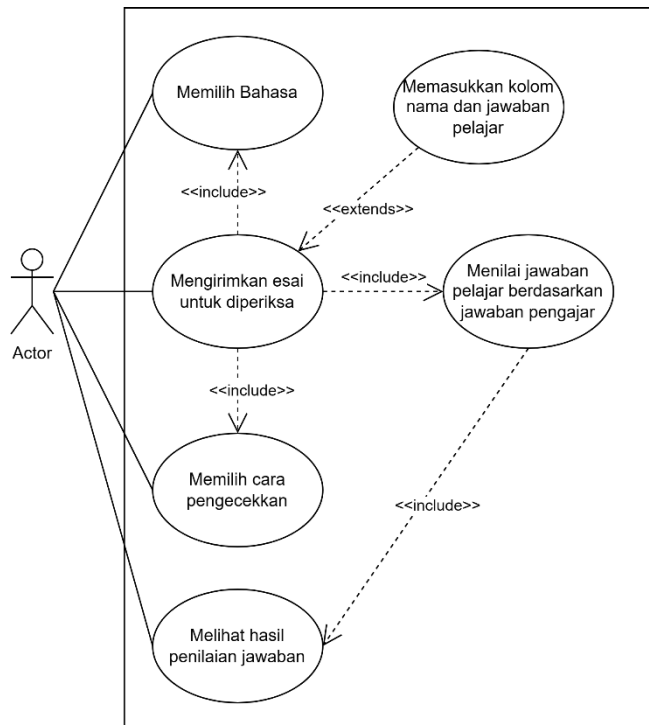 Memilih Bahasa
Memasukkan kolom
nama dan jawaban
pelajar
<<include>>
<<extends>>
Mengirimkan esai
untuk diperiksa
<<include>>
Menilai jawaban
pelajar berdasarkan
jawaban pengajar
Actor
<<include>>
Memilih cara
pengecekkan
<<include>>
Melihat hasil
penilaian jawaban